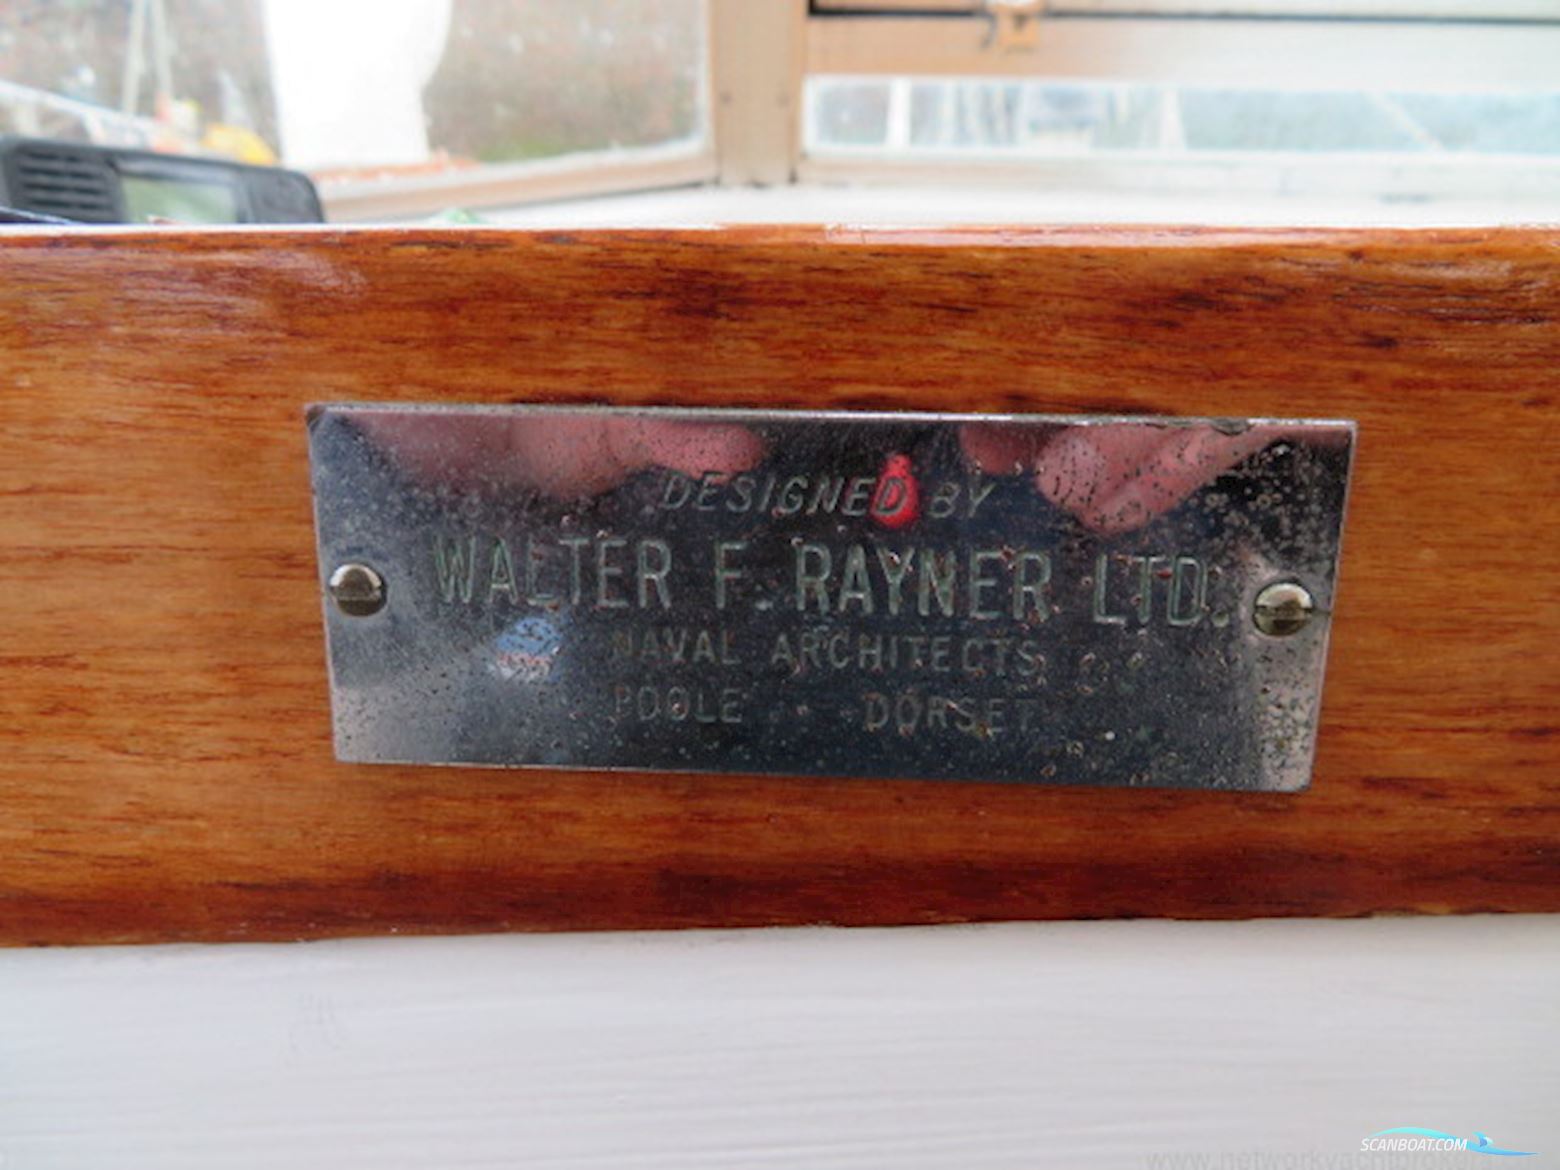 DESIGNED BY
WALTER F. RAYNER LTD.
NAVAL ARCHITECTS
POOLE DORSET
SCANBOAT.COM